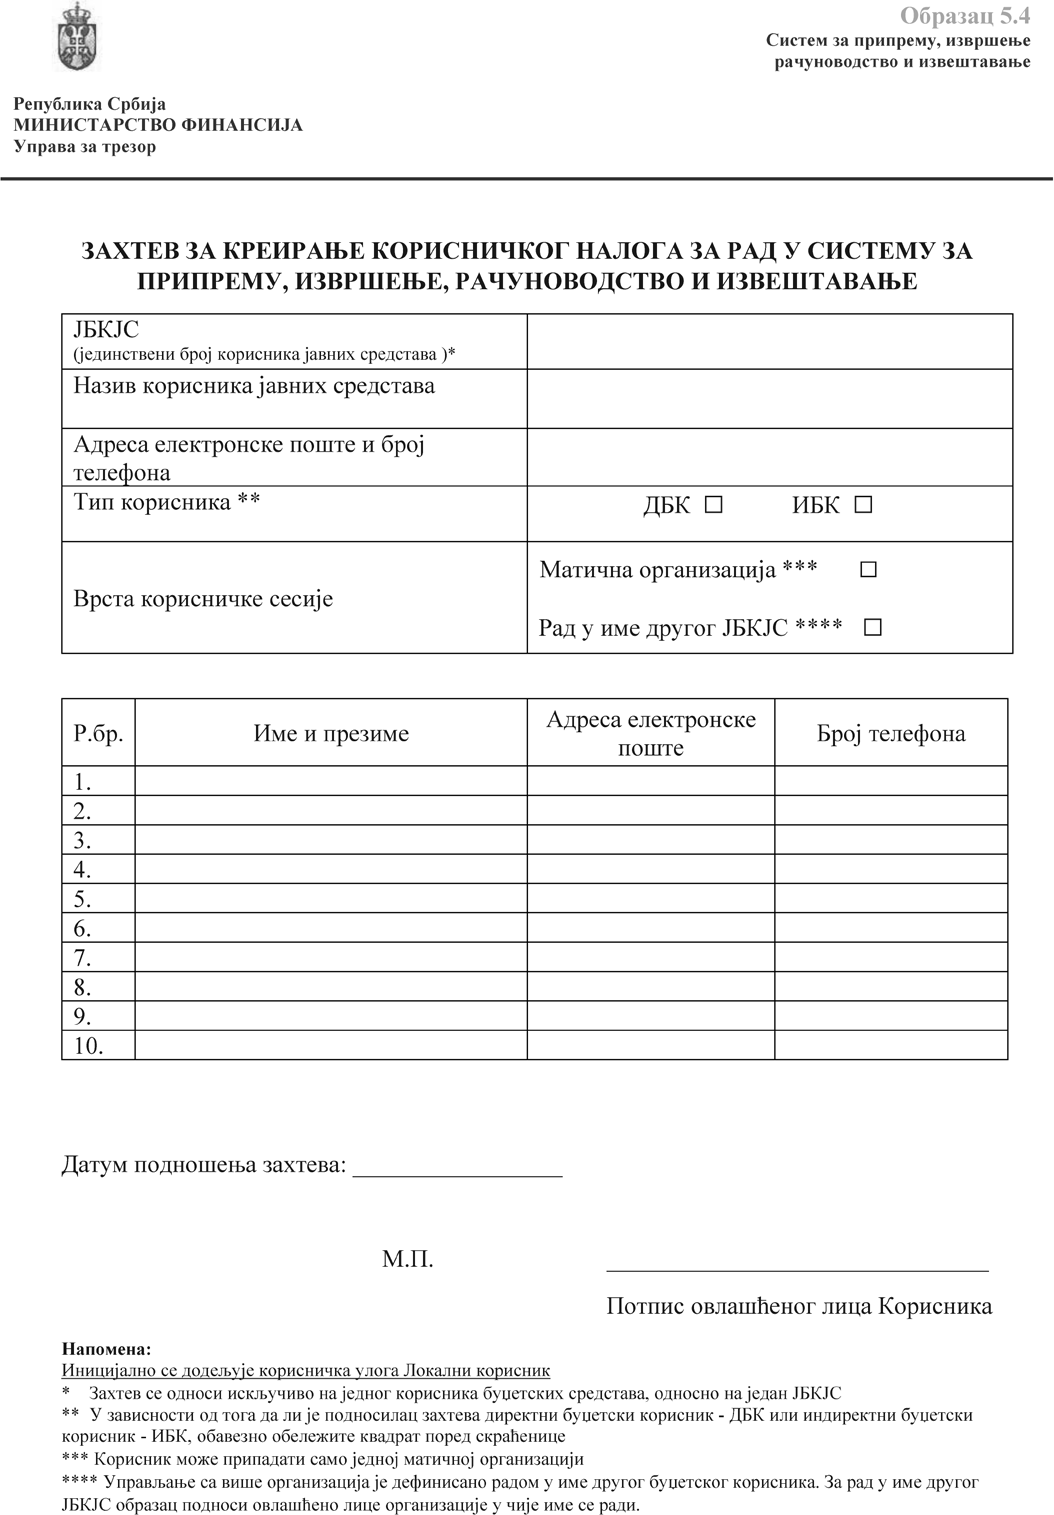 Образац 5.4
Систем за припрему, извршење
рачуноводство и извештавање
Република Србија
МИНИСТАРСТВО ФИНАНСИЈА
Управа за трезор
ЗАХТЕВ ЗА КРЕИРАЊЕ КОРИСНИЧКОГ НАЛОГА ЗА РАД У СИСТЕМУ ЗА
ПРИПРЕМУ, ИЗВРШЕЊЕ, РАЧУНОВОДСТВО И ИЗВЕШТАВАЊЕ
ЈБКЈС
(јединствени број корисника јавних средстава )*
Назив корисника јавних средстава
Адреса електронске поште и број
телефона
Тип корисника ** ДБК ☐ ИБК ☐
Врста корисничке сесије
Матична организација *** ☐
Рад у име другог ЈБКЈС **** ☐
Р.бр. Име и презиме Адреса електронске поште Број телефона
1.
2.
3.
4.
5.
6.
7.
8.
9.
10.
Датум подношења захтева: ____________
М.П. ____________
Потпис овлашћеног лица Корисника
Напомена:
Иницијално се додељује корисничка улога Локални корисник
* Захтев се односи искључиво на једног корисника буџетских средстава, односно на један ЈБКЈС
** У зависности од тога да ли је подносилац захтева директни буџетски корисник - ДБК или индиректни буџетски
корисник - ИБК, обавезно обележите квадрат поред скраћенице
*** Корисник може припадати само једној матичној организацији
**** Управљање са више организација је дефинисано радом у име другог буџетског корисника. За рад у име другог
ЈБКЈС образац подноси овлашћено лице организације у чије име се ради.